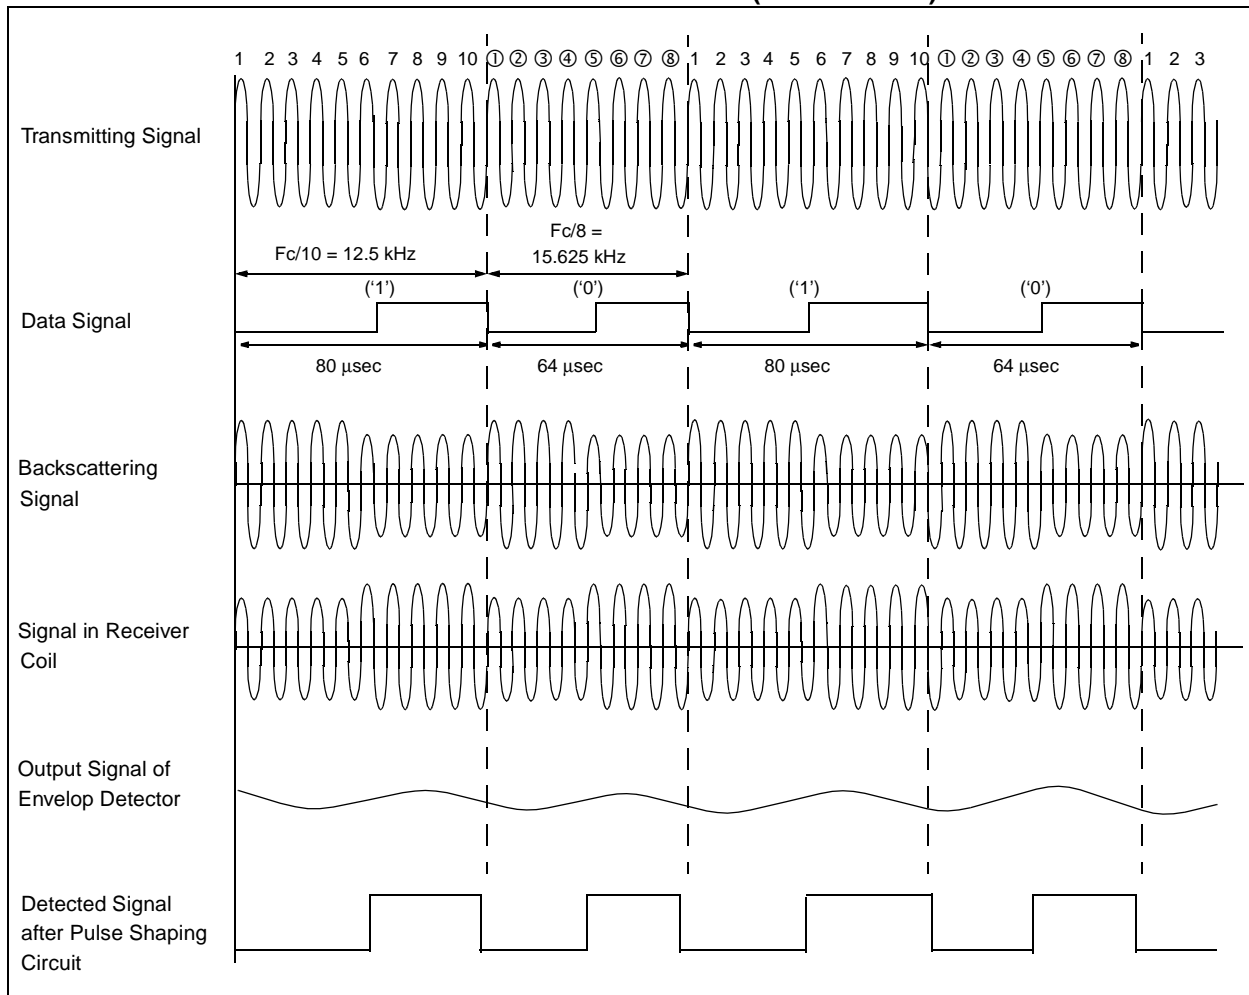 1 2 3 4 5 6 7 8 9 10 ① ② ③ ④ ⑤ ⑥ ⑦ ⑧ 1 2 3 4 5 6 7 8 9 10 ① ② ③ ④ ⑤ ⑥ ⑦ ⑧ 1 2 3
Transmitting Signal
Fc/10 = 12.5 kHz
Fc/8 =
15.625 kHz
(‘1’) (‘0’) (‘1’) (‘0’)
Data Signal
80 μsec 64 μsec 80 μsec 64 μsec
Backscattering
Signal
Signal in Receiver
Coil
Output Signal of
Envelop Detector
Detected Signal
after Pulse Shaping
Circuit